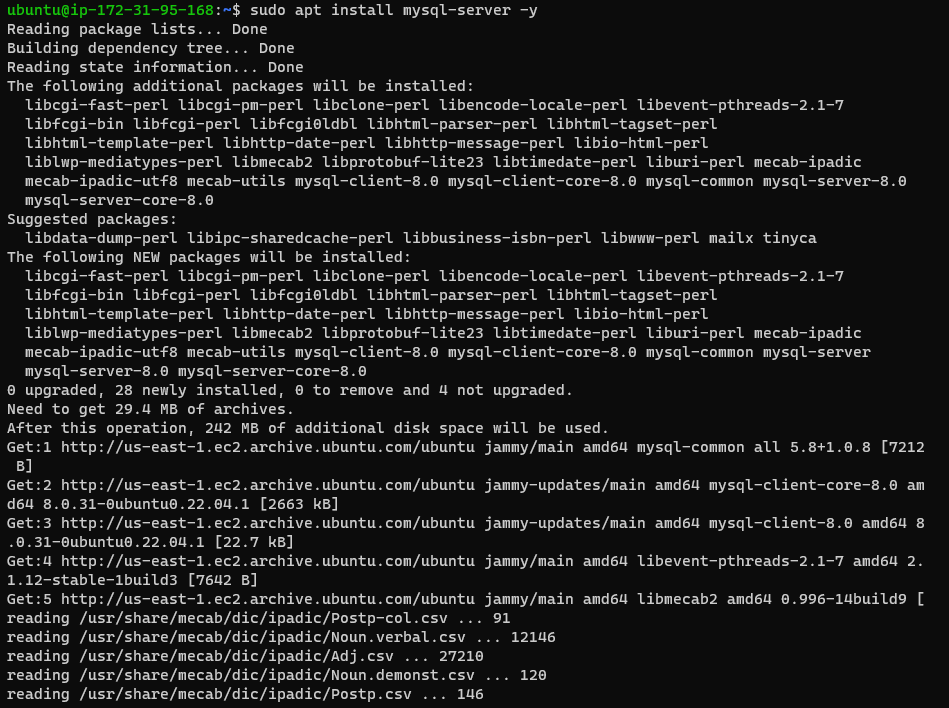 ubuntu@ip-172-31-95-168:~$ sudo apt install mysql-server -y
Reading package lists... Done
Building dependency tree... Done
Reading state information... Done
The following additional packages will be installed:
  libcgi-fast-perl libcgi-pm-perl libclone-perl libencode-locale-perl libevent-pthreads-2.1-7
  libfcgi-bin libfcgi-perl libfcgi0ldbl libhtml-parser-perl libhtml-tagset-perl
  libhtml-template-perl libhttp-date-perl libhttp-message-perl libio-html-perl
  liblwp-mediatypes-perl libmecab2 libprotobuf-lite23 libtimedate-perl liburi-perl mecab-ipadic
  mecab-ipadic-utf8 mecab-utils mysql-client-8.0 mysql-client-core-8.0 mysql-common mysql-server-8.0
  mysql-server-core-8.0
Suggested packages:
  libdata-dump-perl libipc-sharedcache-perl libbusiness-isbn-perl libwww-perl mailx tinyca
The following NEW packages will be installed:
  libcgi-fast-perl libcgi-pm-perl libclone-perl libencode-locale-perl libevent-pthreads-2.1-7
  libfcgi-bin libfcgi-perl libfcgi0ldbl libhtml-parser-perl libhtml-tagset-perl
  libhtml-template-perl libhttp-date-perl libhttp-message-perl libio-html-perl
  liblwp-mediatypes-perl libmecab2 libprotobuf-lite23 libtimedate-perl liburi-perl mecab-ipadic
  mecab-ipadic-utf8 mecab-utils mysql-client-8.0 mysql-client-core-8.0 mysql-common mysql-server
  mysql-server-8.0 mysql-server-core-8.0
0 upgraded, 28 newly installed, 0 to remove and 4 not upgraded.
Need to get 29.4 MB of archives.
After this operation, 242 MB of additional disk space will be used.
Get:1 http://us-east-1.ec2.archive.ubuntu.com/ubuntu jammy/main amd64 mysql-common all 5.8+1.0.8 [7212
 B]
Get:2 http://us-east-1.ec2.archive.ubuntu.com/ubuntu jammy-updates/main amd64 mysql-client-core-8.0 am
d64 8.0.31-0ubuntu0.22.04.1 [2663 kB]
Get:3 http://us-east-1.ec2.archive.ubuntu.com/ubuntu jammy-updates/main amd64 mysql-client-8.0 amd64 8
.0.31-0ubuntu0.22.04.1 [22.7 kB]
Get:4 http://us-east-1.ec2.archive.ubuntu.com/ubuntu jammy/main amd64 libevent-pthreads-2.1-7 amd64 2.
1.12-stable-1build3 [7642 B]
Get:5 http://us-east-1.ec2.archive.ubuntu.com/ubuntu jammy/main amd64 libmecab2 amd64 0.996-14build9 [
reading /usr/share/mecab/dic/ipadic/Postp-col.csv ... 91
reading /usr/share/mecab/dic/ipadic/Noun.verbal.csv ... 12146
reading /usr/share/mecab/dic/ipadic/Adj.csv ... 27210
reading /usr/share/mecab/dic/ipadic/Noun.demonst.csv ... 120
reading /usr/share/mecab/dic/ipadic/Postp.csv ... 146